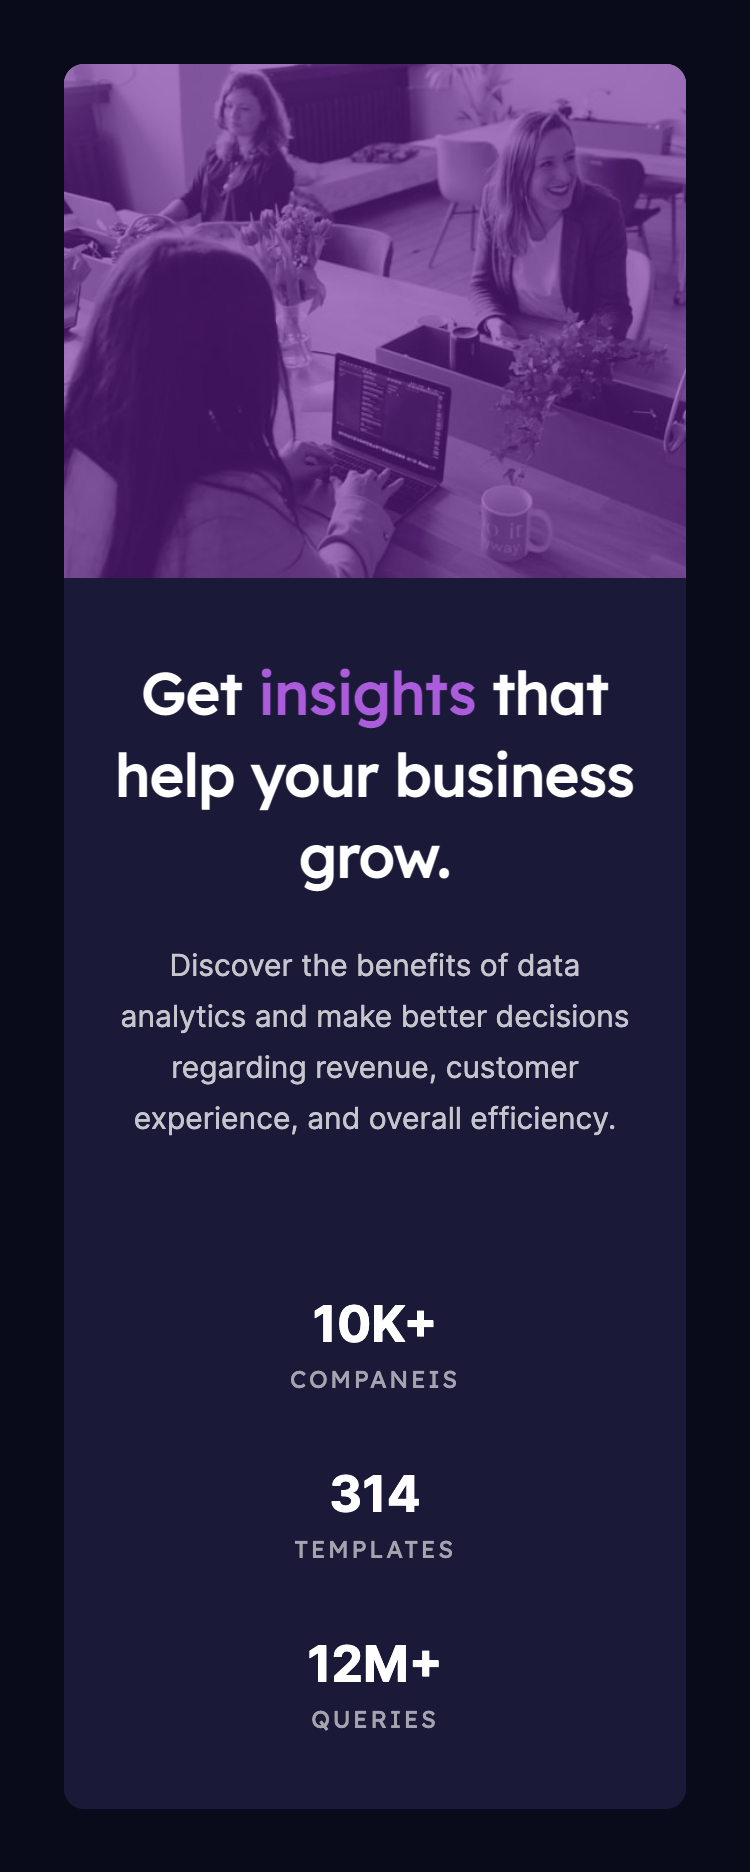 Get insights that
help your business
grow.
Discover the benefits of data
analytics and make better decisions
regarding revenue, customer
experience, and overall efficiency.
10K+
COMPANEIS
314
TEMPLATES
12M+
QUERIES